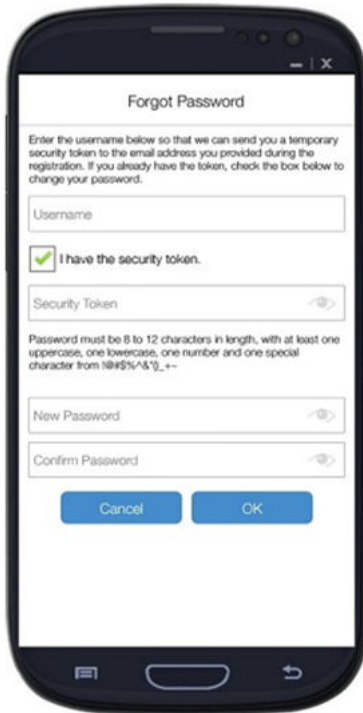 Forgot Password
Enter the username below so that we can send you a temporary
security token to the email address you provided during the
registration. If you already have the token, check the box below to
change your password.
Username
I have the security token.
Security Token
Password must be 8 to 12 characters in length, with at least one
uppercase, one lowercase, one number and one special
character from !@#$%^&*()_+~
New Password
Confirm Password
Cancel OK